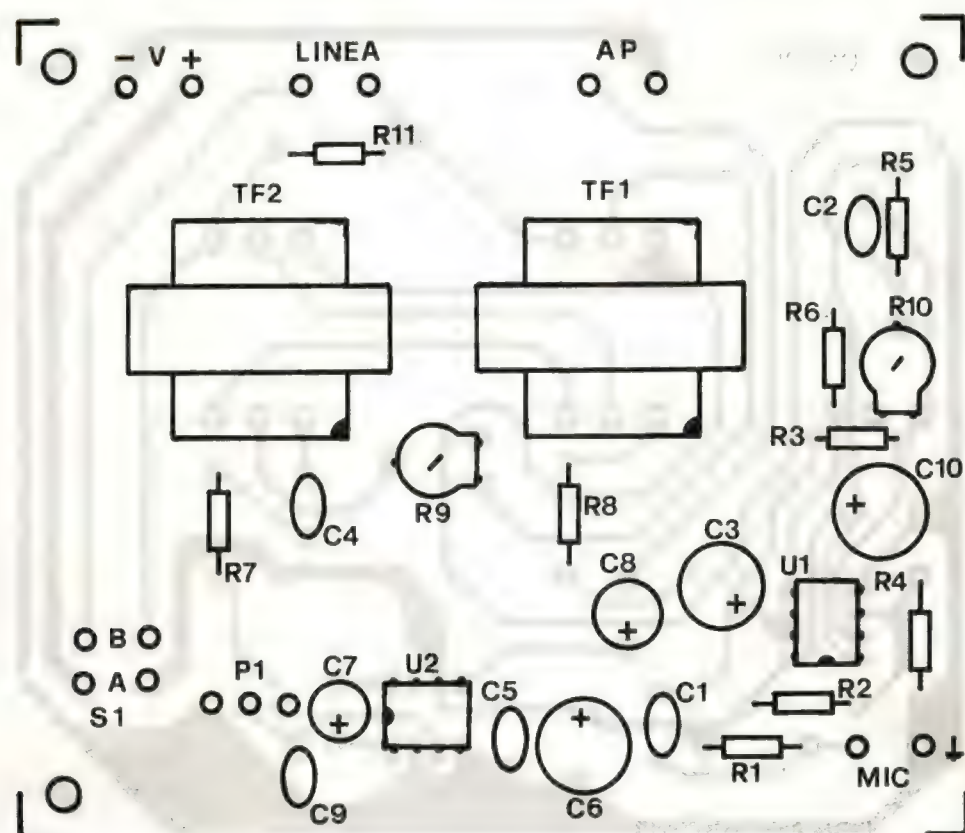 − V +
LINEA
AP
R11
R5
TF2
TF1
C2
R6
R10
R3
C10
R9
R8
C4
C3
U1
R7
C8
R4
B
A
S1
P1
C7
U2
C5
C1
R2
R1
MIC
C9
C6